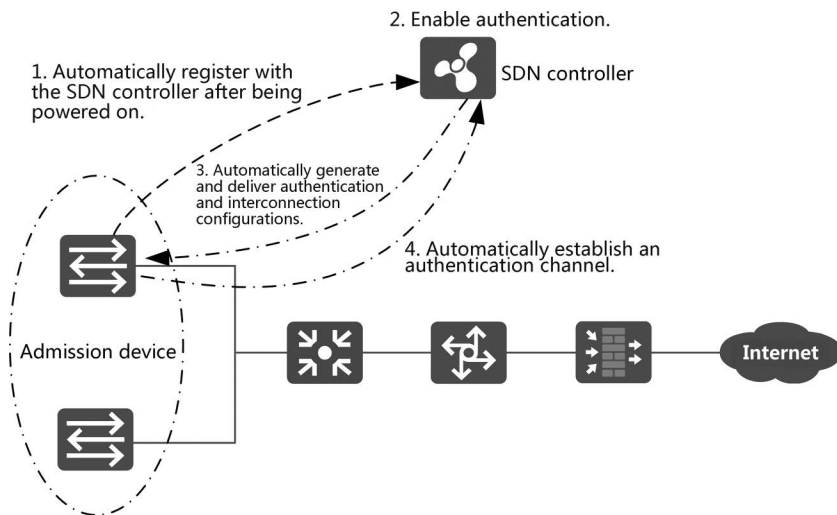 2. Enable authentication.
SDN controller
1. Automatically register with
the SDN controller after being
powered on.
3. Automatically generate
and deliver authentication
and interconnection
configurations.
4. Automatically establish an
authentication channel.
Admission device
Internet